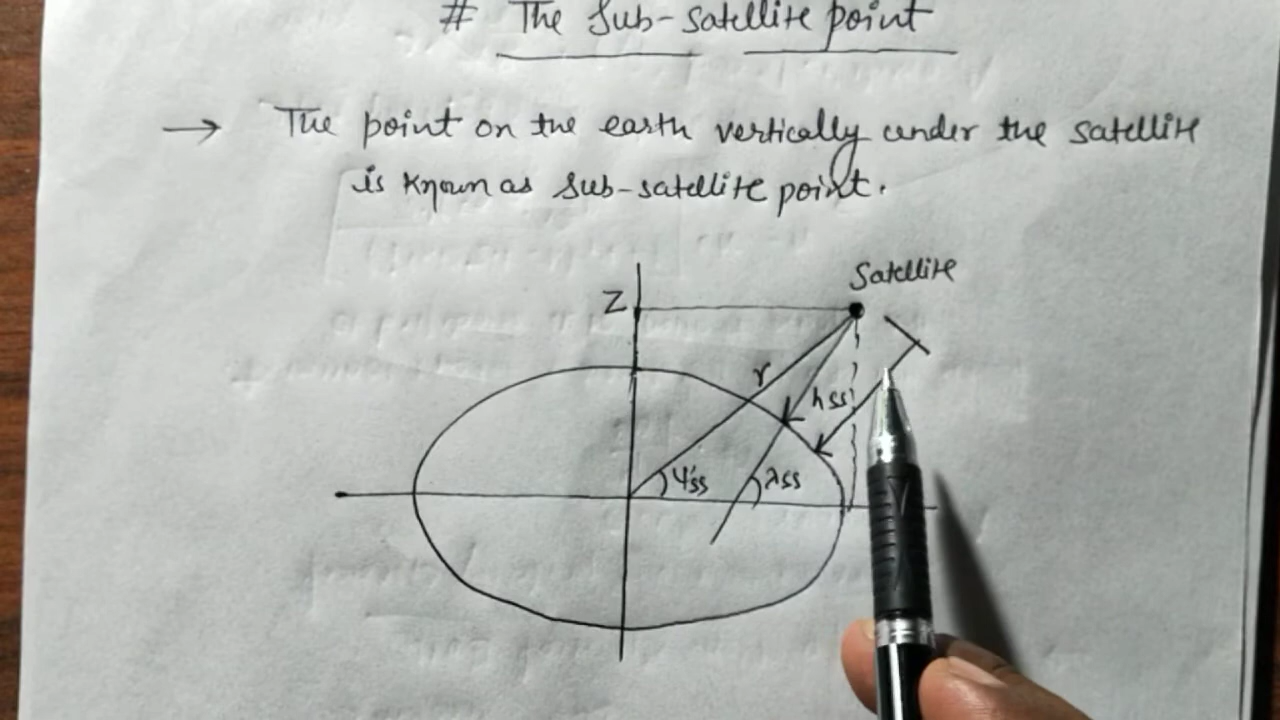 # The Sub-satellite point
→ The point on the earth vertically under the satellite
is known as sub-satellite point.
Satellite
Z
r
hss
ψ'ss
λss